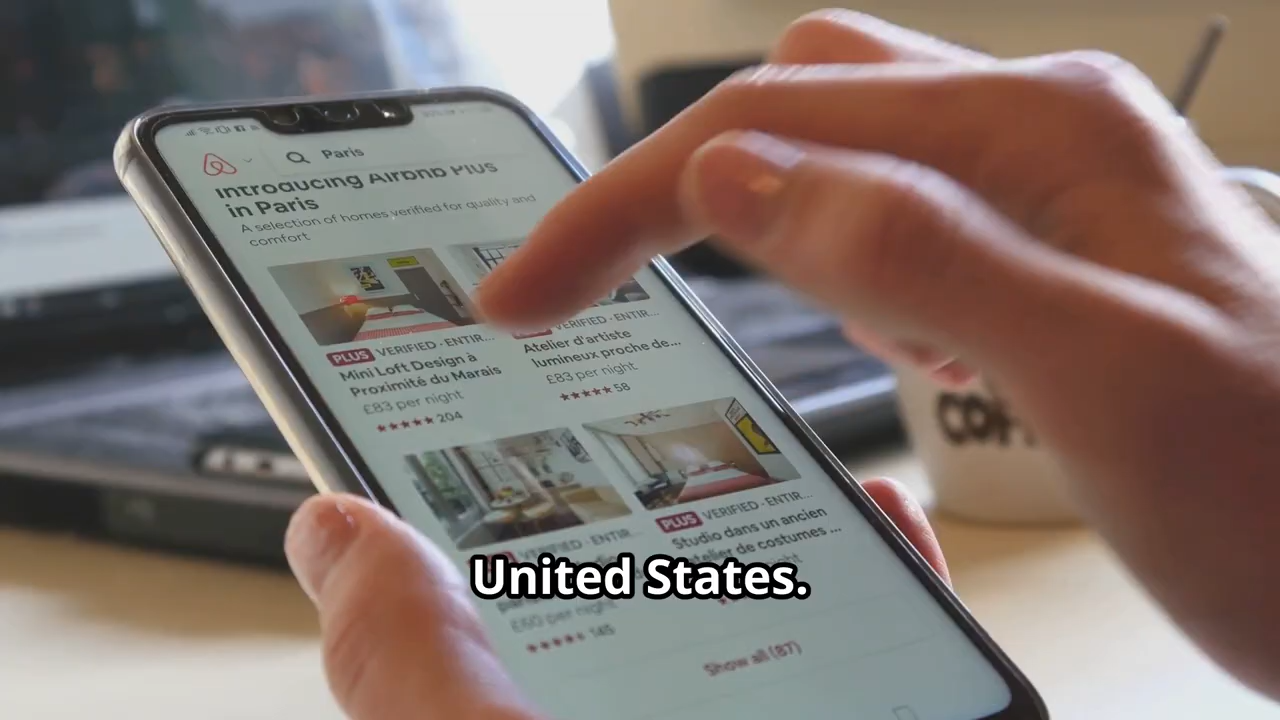 Paris
Introducing Airbnb Plus
in Paris
A selection of homes verified for quality and
comfort
PLUS VERIFIED · ENTIR...
Mini Loft Design à
Proximité du Marais
£83 per night
204
VERIFIED · ENTIR...
Atelier d'artiste
lumineux proche de...
£83 per night
58
VERIFIED · ENTIR...
£60 per night
145
PLUS VERIFIED · ENTIR...
Studio dans un ancien
atelier de costumes ...
Show all (87)
United States.